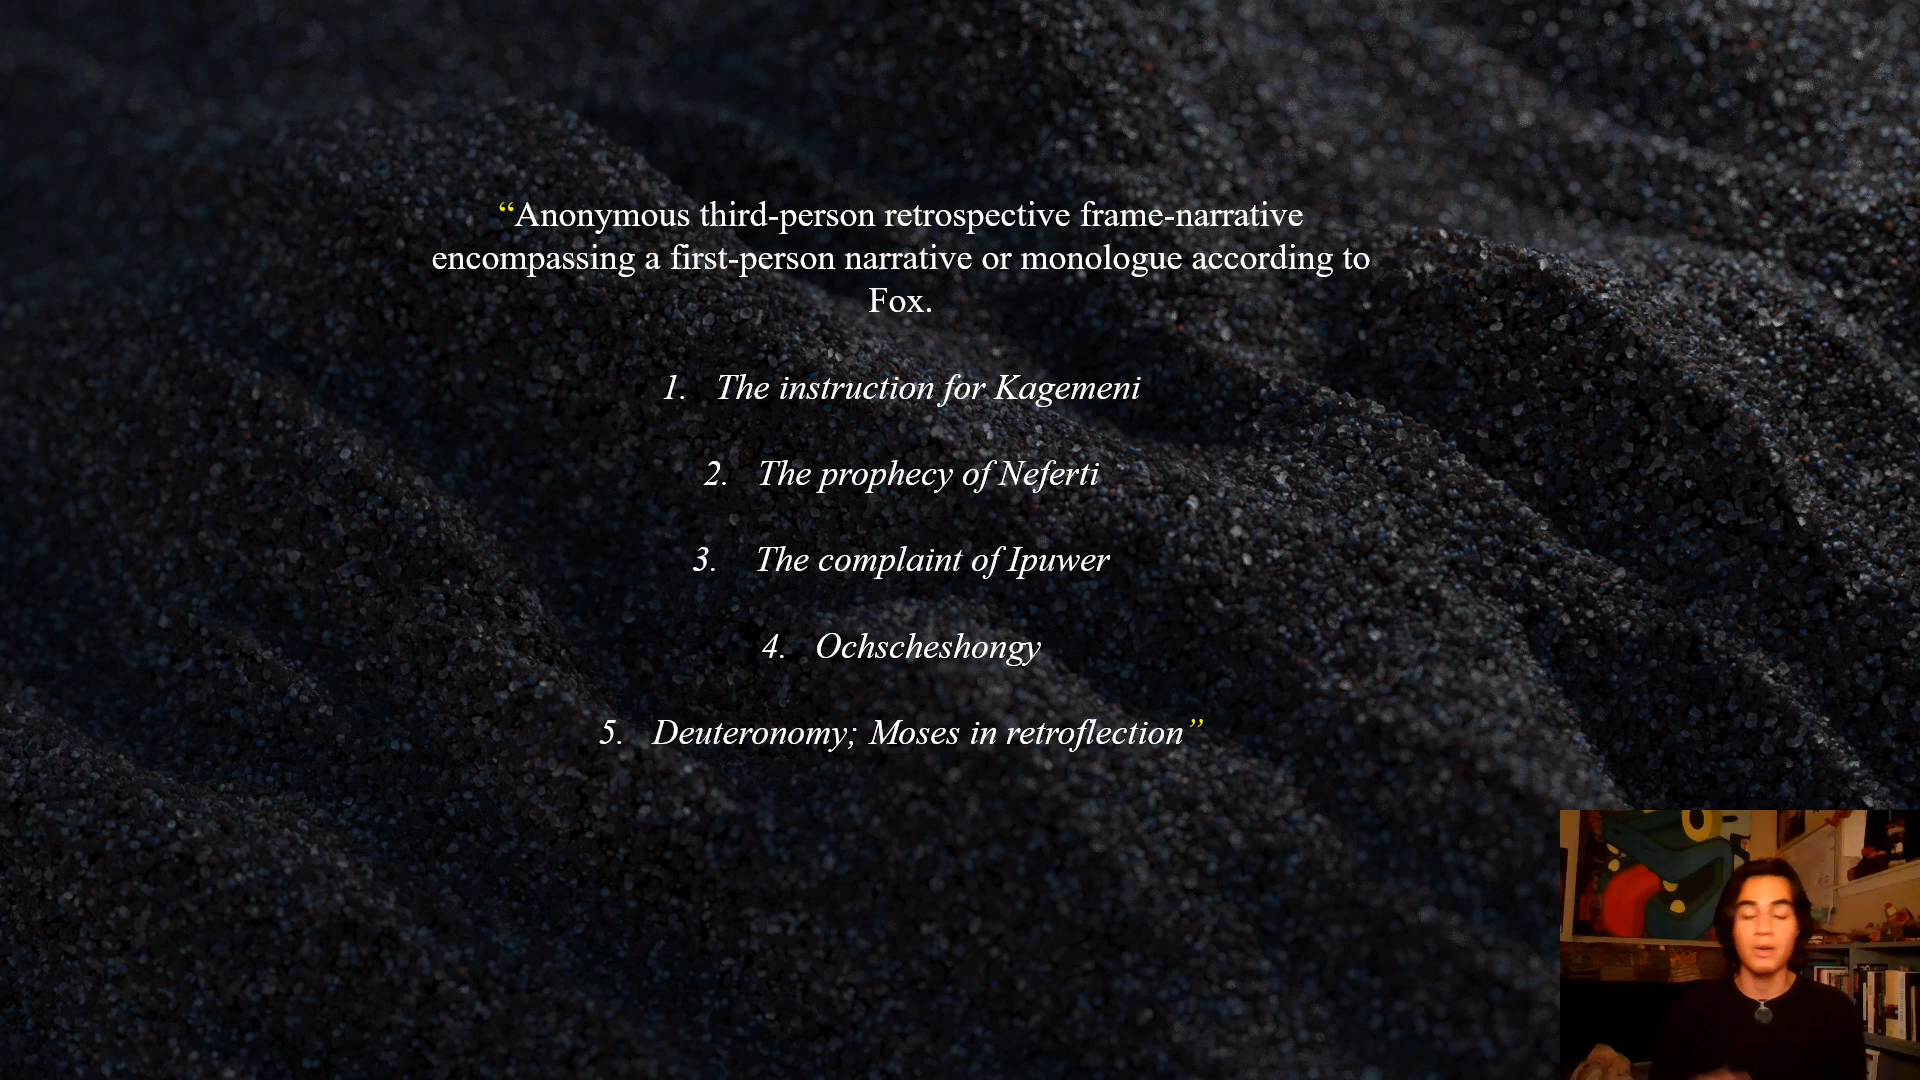 “Anonymous third-person retrospective frame-narrative
encompassing a first-person narrative or monologue according to
Fox.
1. The instruction for Kagemeni
2. The prophecy of Neferti
3. The complaint of Ipuwer
4. Ochscheshongy
5. Deuteronomy; Moses in retroflection”